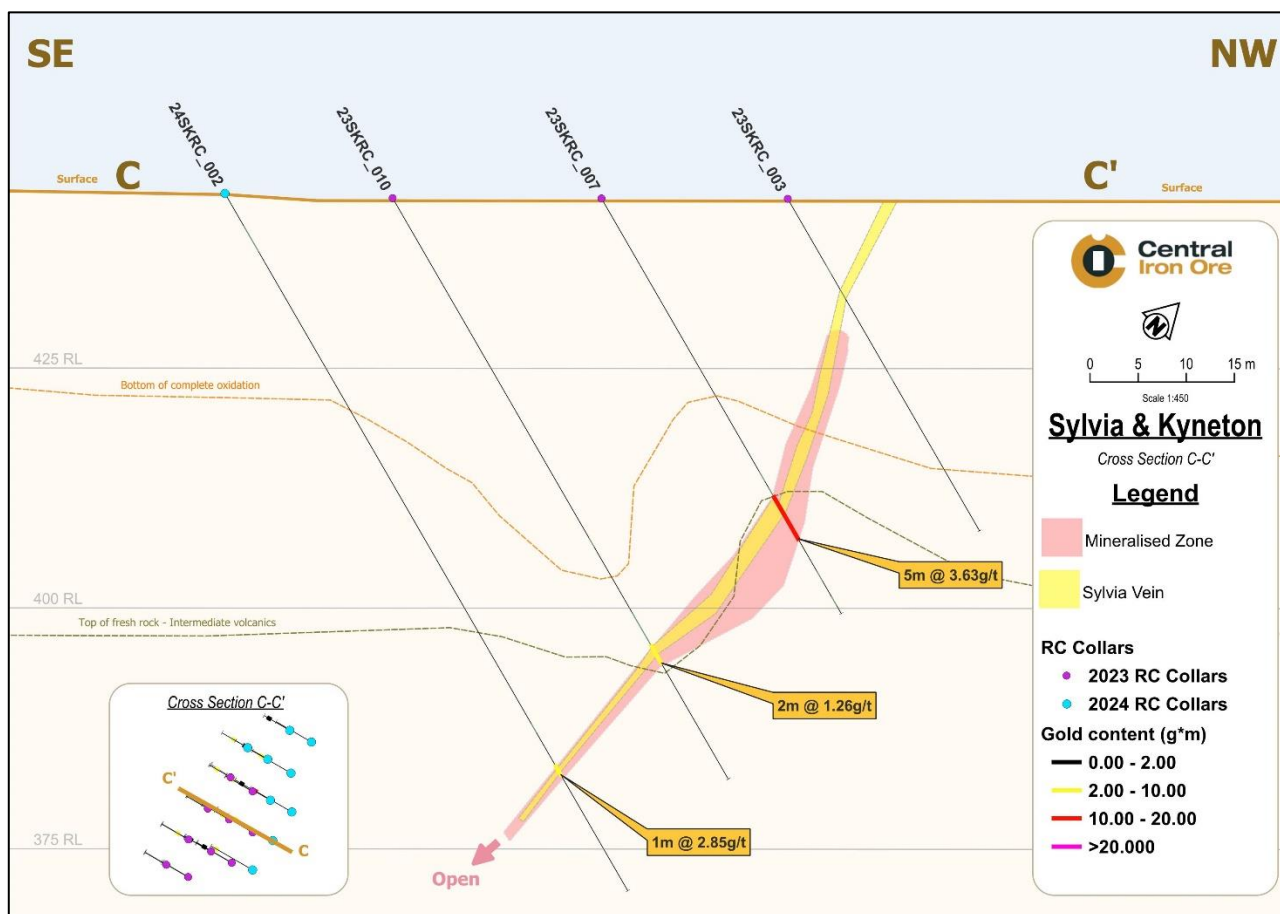 SE
NW
24SKRC_002
23SKRC_010
23SKRC_007
23SKRC_003
Surface
C
C'
Surface
Central
Iron Ore
N
0 5 10 15 m
Scale 1:450
Sylvia & Kyneton
Cross Section C-C'
Legend
Mineralised Zone
Sylvia Vein
RC Collars
2023 RC Collars
2024 RC Collars
Gold content (g*m)
0.00 - 2.00
2.00 - 10.00
10.00 - 20.00
>20.000
425 RL
Bottom of complete oxidation
400 RL
Top of fresh rock - Intermediate volcanics
375 RL
5m @ 3.63g/t
2m @ 1.26g/t
1m @ 2.85g/t
Open
Cross Section C-C'
C'
C